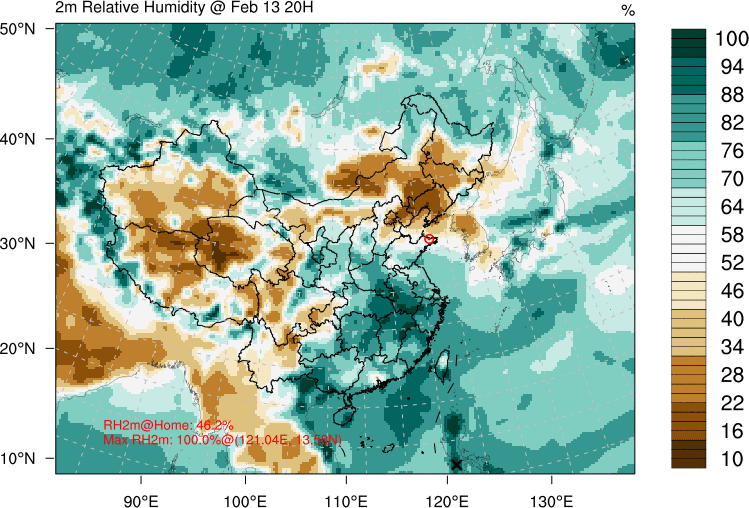 2m Relative Humidity @ Feb 13 20H
%
50°N
40°N
30°N
20°N
10°N
90°E
100°E
110°E
120°E
130°E
100
94
88
82
76
70
64
58
52
46
40
34
28
22
16
10
RH2m@Home: 46.2%
Max RH2m: 100.0%@(121.04E, 13.59N)